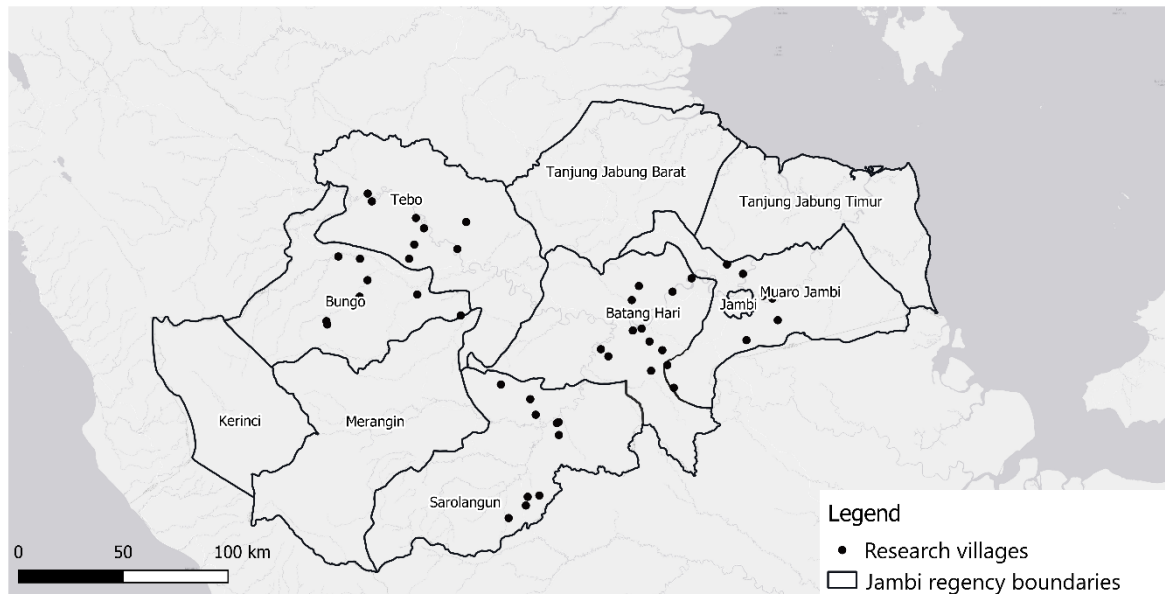 Tanjung Jabung Barat
Tebo
Tanjung Jabung Timur
Muaro Jambi
Bungo
Jambi
Batang Hari
Kerinci
Merangin
Sarolangun
Legend
0 50 100 km
Research villages
Jambi regency boundaries